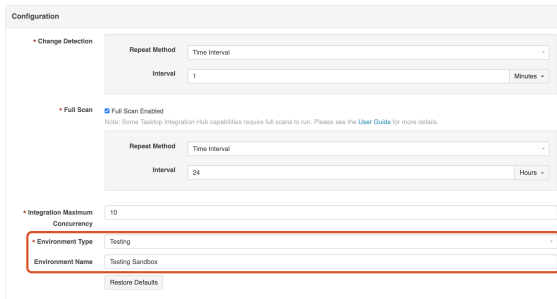 Configuration
* Change Detection
Repeat Method
Time Interval
Interval
1
Minutes
* Full Scan
Full Scan Enabled
Note: Some Tasktop Integration Hub capabilities require full scans to run. Please see the User Guide for more details.
Repeat Method
Time Interval
Interval
24
Hours
* Integration Maximum
Concurrency
10
* Environment Type
Testing
Environment Name
Testing Sandbox
Restore Defaults